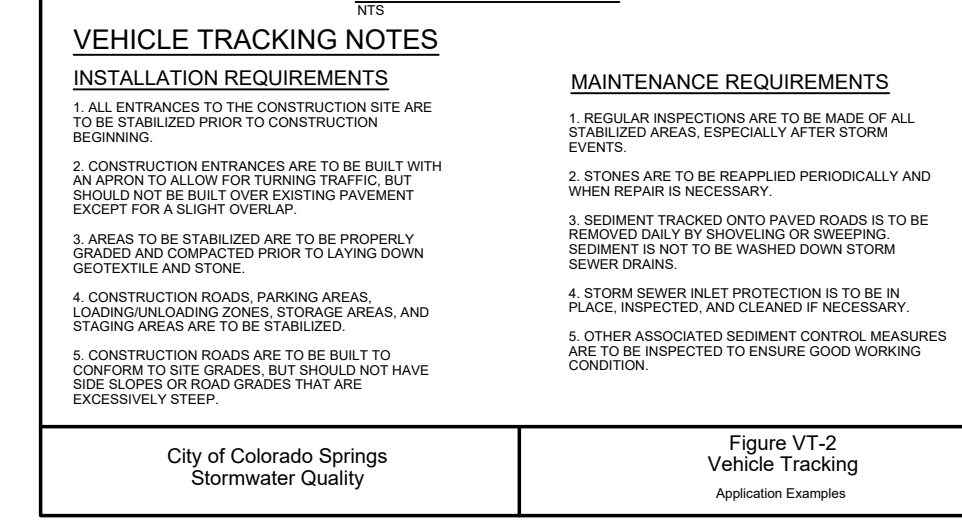 NTS
VEHICLE TRACKING NOTES
INSTALLATION REQUIREMENTS
1. ALL ENTRANCES TO THE CONSTRUCTION SITE ARE
TO BE STABILIZED PRIOR TO CONSTRUCTION
BEGINNING.
2. CONSTRUCTION ENTRANCES ARE TO BE BUILT WITH
AN APRON TO ALLOW FOR TURNING TRAFFIC, BUT
SHOULD NOT BE BUILT OVER EXISTING PAVEMENT
EXCEPT FOR A SLIGHT OVERLAP.
3. AREAS TO BE STABILIZED ARE TO BE PROPERLY
GRADED AND COMPACTED PRIOR TO LAYING DOWN
GEOTEXTILE AND STONE.
4. CONSTRUCTION ROADS, PARKING AREAS,
LOADING/UNLOADING ZONES, STORAGE AREAS, AND
STAGING AREAS ARE TO BE STABILIZED.
5. CONSTRUCTION ROADS ARE TO BE BUILT TO
CONFORM TO SITE GRADES, BUT SHOULD NOT HAVE
SIDE SLOPES OR ROAD GRADES THAT ARE
EXCESSIVELY STEEP.
MAINTENANCE REQUIREMENTS
1. REGULAR INSPECTIONS ARE TO BE MADE OF ALL
STABILIZED AREAS, ESPECIALLY AFTER STORM
EVENTS.
2. STONES ARE TO BE REAPPLIED PERIODICALLY AND
WHEN REPAIR IS NECESSARY.
3. SEDIMENT TRACKED ONTO PAVED ROADS IS TO BE
REMOVED DAILY BY SHOVELING OR SWEEPING.
SEDIMENT IS NOT TO BE WASHED DOWN STORM
SEWER DRAINS.
4. STORM SEWER INLET PROTECTION IS TO BE IN
PLACE, INSPECTED, AND CLEANED IF NECESSARY.
5. OTHER ASSOCIATED SEDIMENT CONTROL MEASURES
ARE TO BE INSPECTED TO ENSURE GOOD WORKING
CONDITION.
City of Colorado Springs
Stormwater Quality
Figure VT-2
Vehicle Tracking
Application Examples